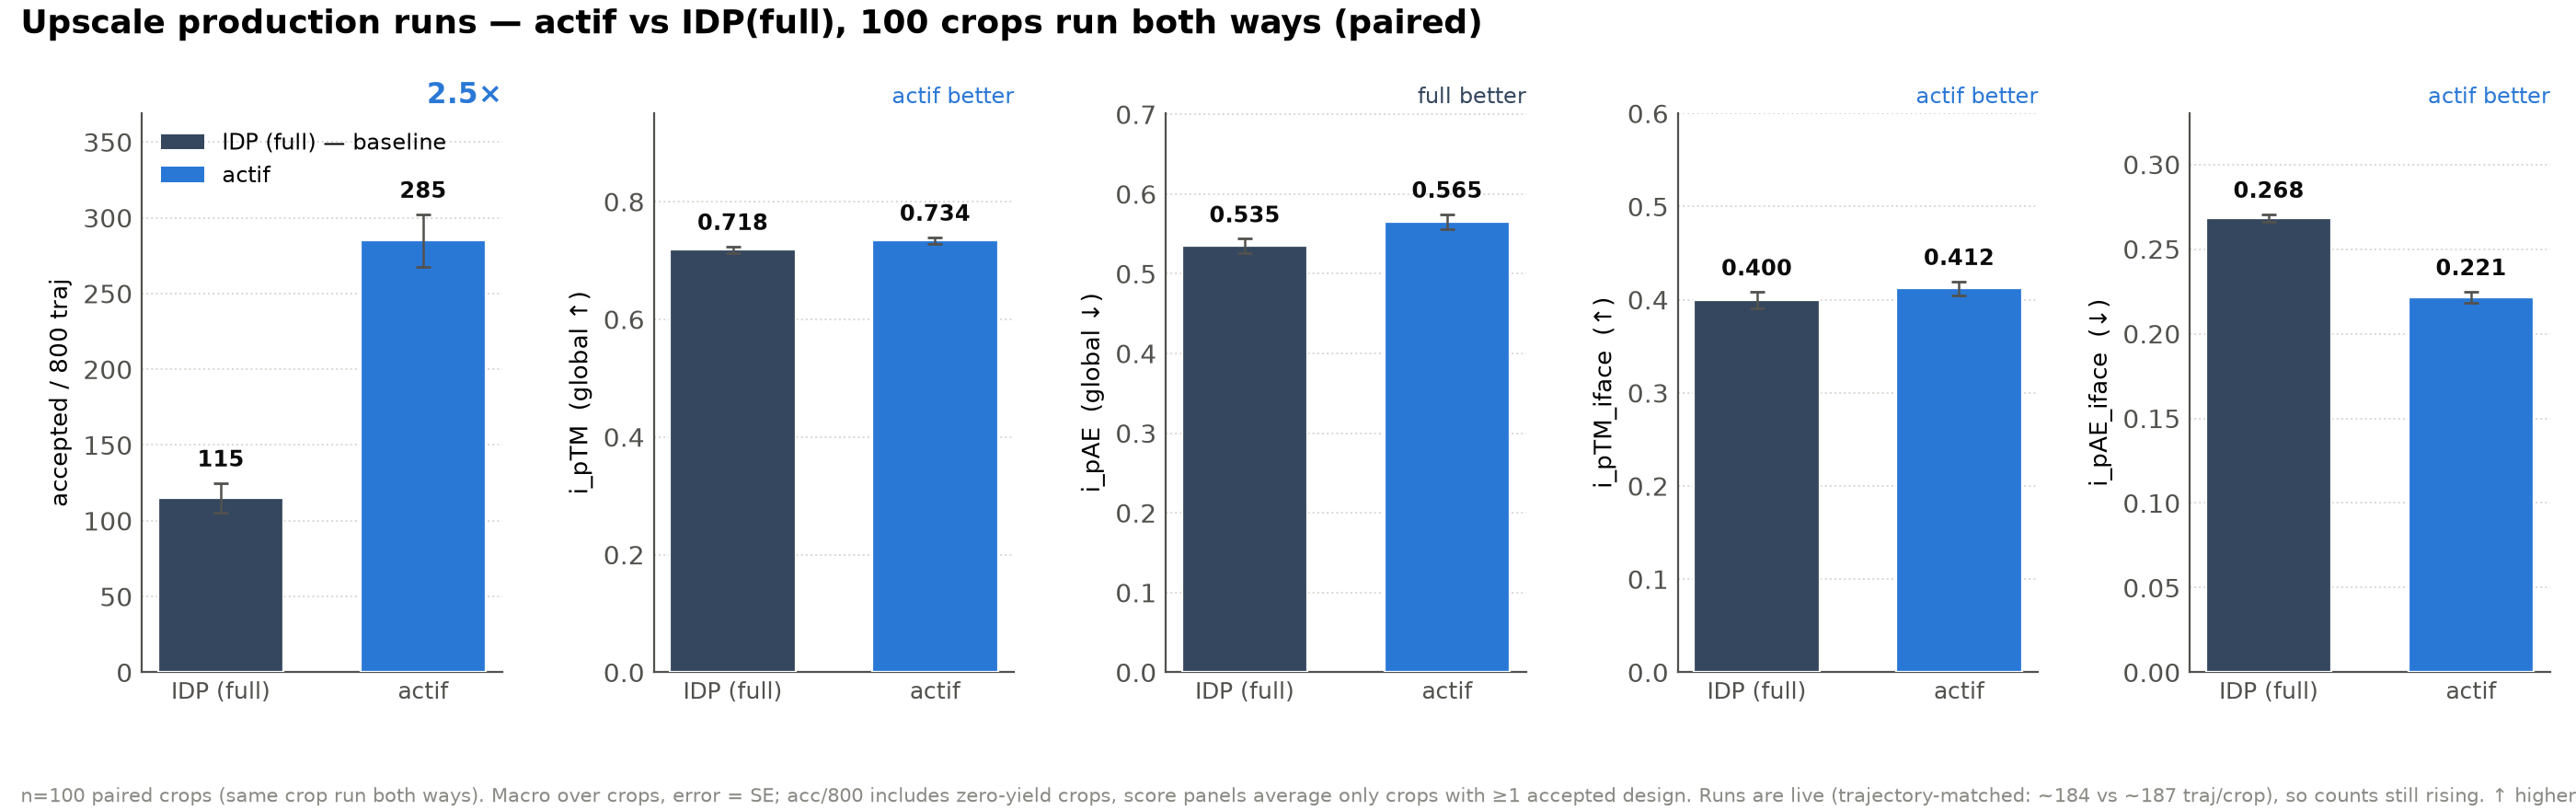 Upscale production runs — actif vs IDP(full), 100 crops run both ways (paired)
2.5×
accepted / 800 traj
350
300
250
200
150
100
50
0
IDP (full) — baseline
actif
115
285
IDP (full)
actif
actif better
i_pTM (global ↑)
0.8
0.6
0.4
0.2
0.0
0.718
0.734
IDP (full)
actif
full better
i_pAE (global ↓)
0.7
0.6
0.5
0.4
0.3
0.2
0.1
0.0
0.535
0.565
IDP (full)
actif
actif better
i_pTM_iface (↑)
0.6
0.5
0.4
0.3
0.2
0.1
0.0
0.400
0.412
IDP (full)
actif
actif better
i_pAE_iface (↓)
0.30
0.25
0.20
0.15
0.10
0.05
0.00
0.268
0.221
IDP (full)
actif
n=100 paired crops (same crop run both ways). Macro over crops, error = SE; acc/800 includes zero-yield crops, score panels average only crops with ≥1 accepted design. Runs are live (trajectory-matched: ~184 vs ~187 traj/crop), so counts still rising. ↑ higher